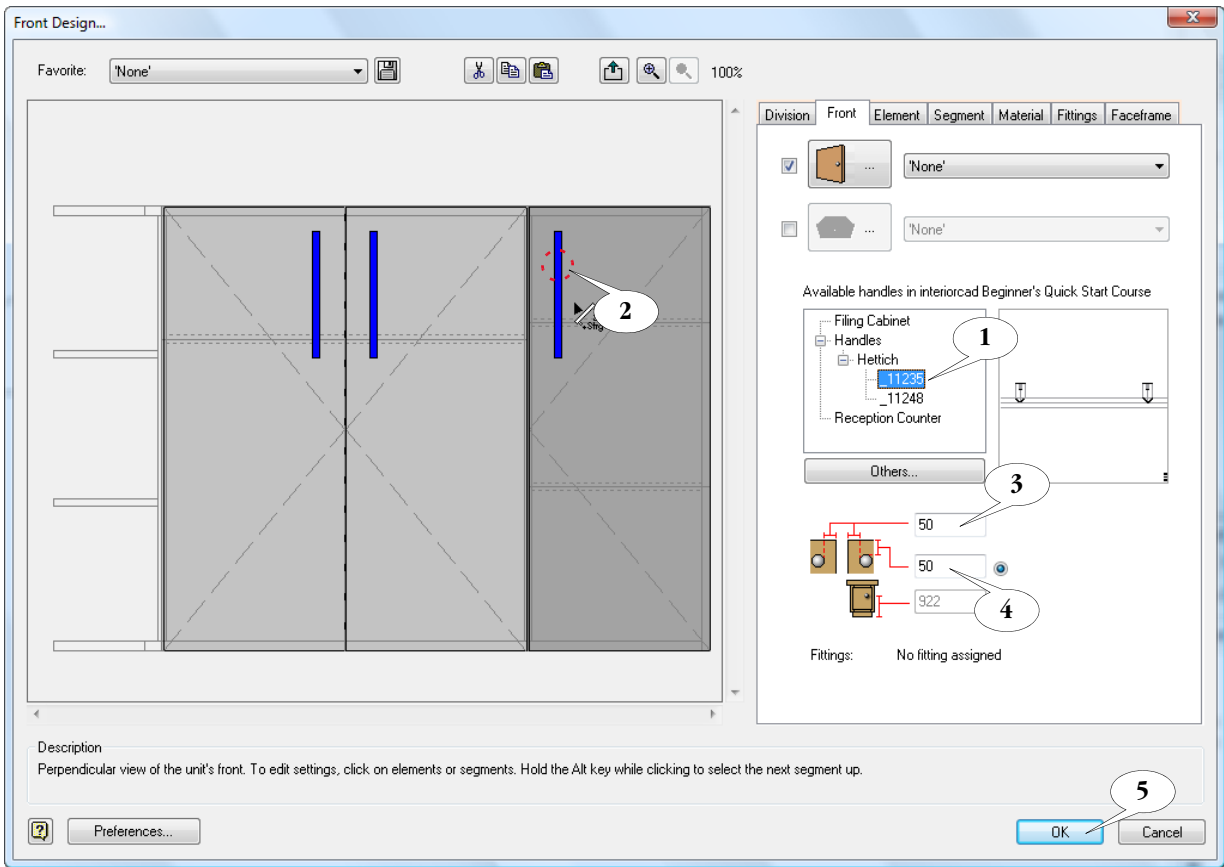 Front Design...
Favorite: 'None' 100%
Division Front Element Segment Material Fittings Faceframe
... 'None'
... 'None'
Available handles in interiorcad Beginner's Quick Start Course
Filing Cabinet
Handles
Hettich
_11235
_11248
Reception Counter
Others...
1
2
+Strg
3
50
50
4
922
Fittings: No fitting assigned
Description
Perpendicular view of the unit's front. To edit settings, click on elements or segments. Hold the Alt key while clicking to select the next segment up.
5
Preferences... OK Cancel